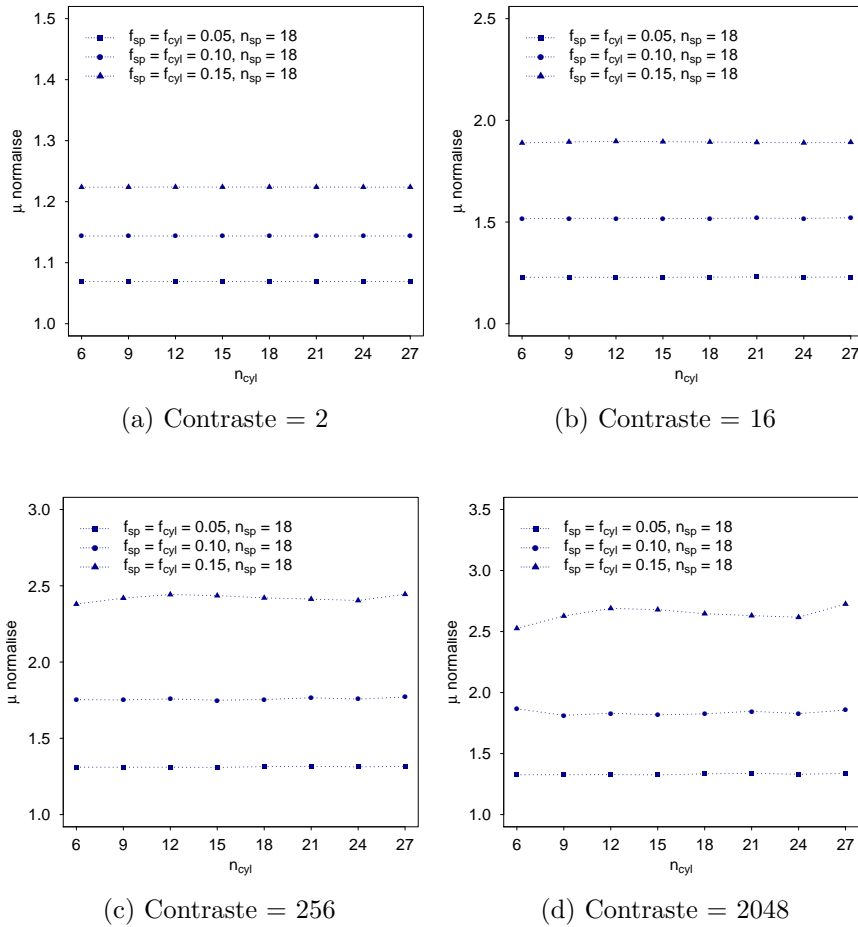 1.5
1.4
1.3
1.2
1.1
1.0
μ normalise
f_sp = f_cyl = 0.05, n_sp = 18
f_sp = f_cyl = 0.10, n_sp = 18
f_sp = f_cyl = 0.15, n_sp = 18
6 9 12 15 18 21 24 27
n_cyl
(a) Contraste = 2
2.5
2.0
1.5
1.0
μ normalise
f_sp = f_cyl = 0.05, n_sp = 18
f_sp = f_cyl = 0.10, n_sp = 18
f_sp = f_cyl = 0.15, n_sp = 18
6 9 12 15 18 21 24 27
n_cyl
(b) Contraste = 16
3.0
2.5
2.0
1.5
1.0
μ normalise
f_sp = f_cyl = 0.05, n_sp = 18
f_sp = f_cyl = 0.10, n_sp = 18
f_sp = f_cyl = 0.15, n_sp = 18
6 9 12 15 18 21 24 27
n_cyl
(c) Contraste = 256
3.5
3.0
2.5
2.0
1.5
1.0
μ normalise
f_sp = f_cyl = 0.05, n_sp = 18
f_sp = f_cyl = 0.10, n_sp = 18
f_sp = f_cyl = 0.15, n_sp = 18
6 9 12 15 18 21 24 27
n_cyl
(d) Contraste = 2048